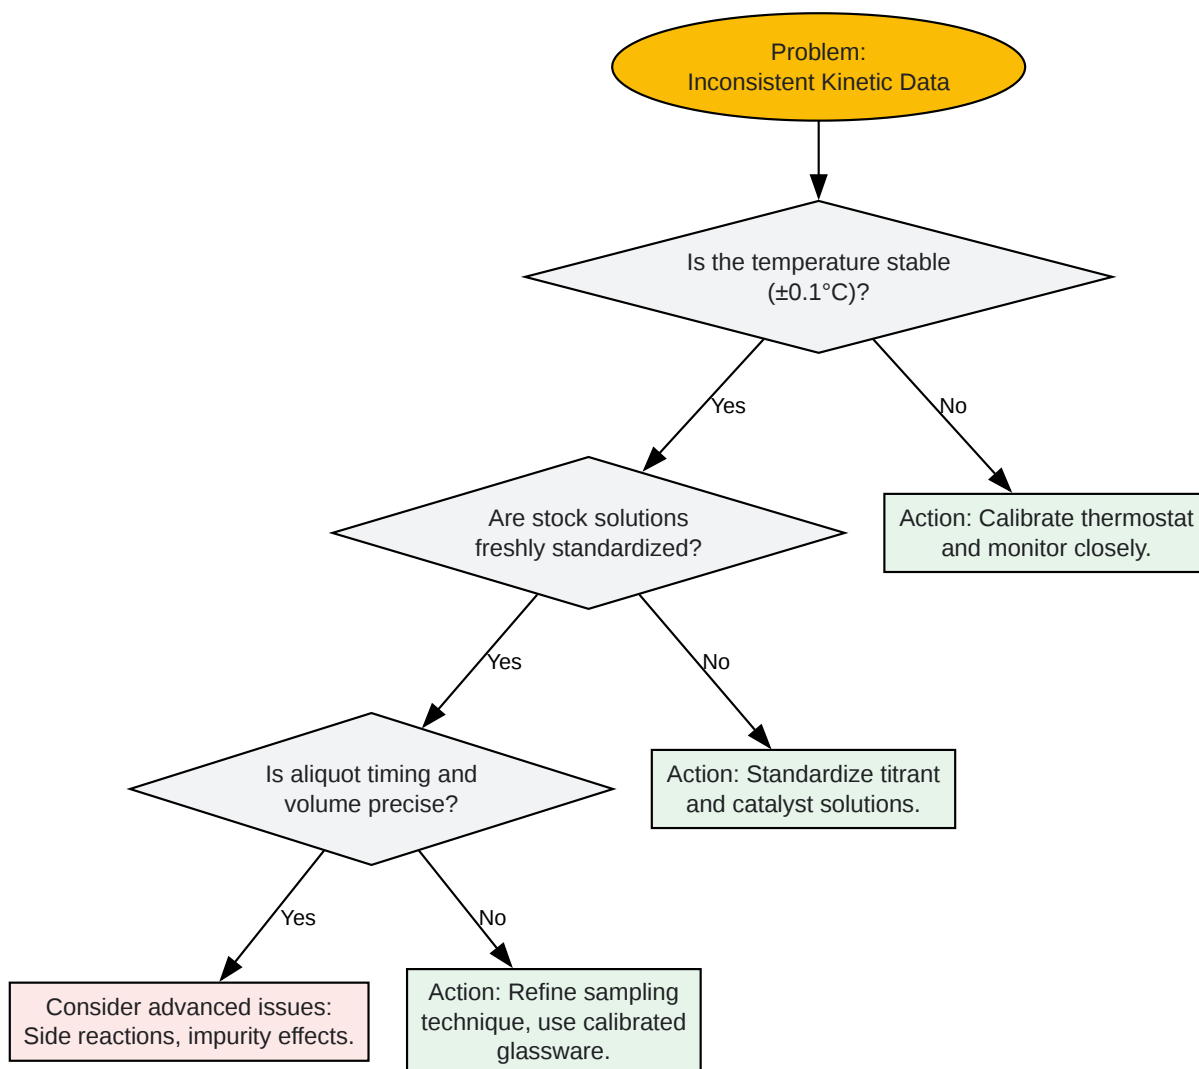 Problem:
Inconsistent Kinetic Data
Is the temperature stable
(±0.1°C)?
Yes
No
Are stock solutions
freshly standardized?
Action: Calibrate thermostat
and monitor closely.
Yes
No
Is aliquot timing and
volume precise?
Action: Standardize titrant
and catalyst solutions.
Yes
No
Consider advanced issues:
Side reactions, impurity effects.
Action: Refine sampling
technique, use calibrated
glassware.